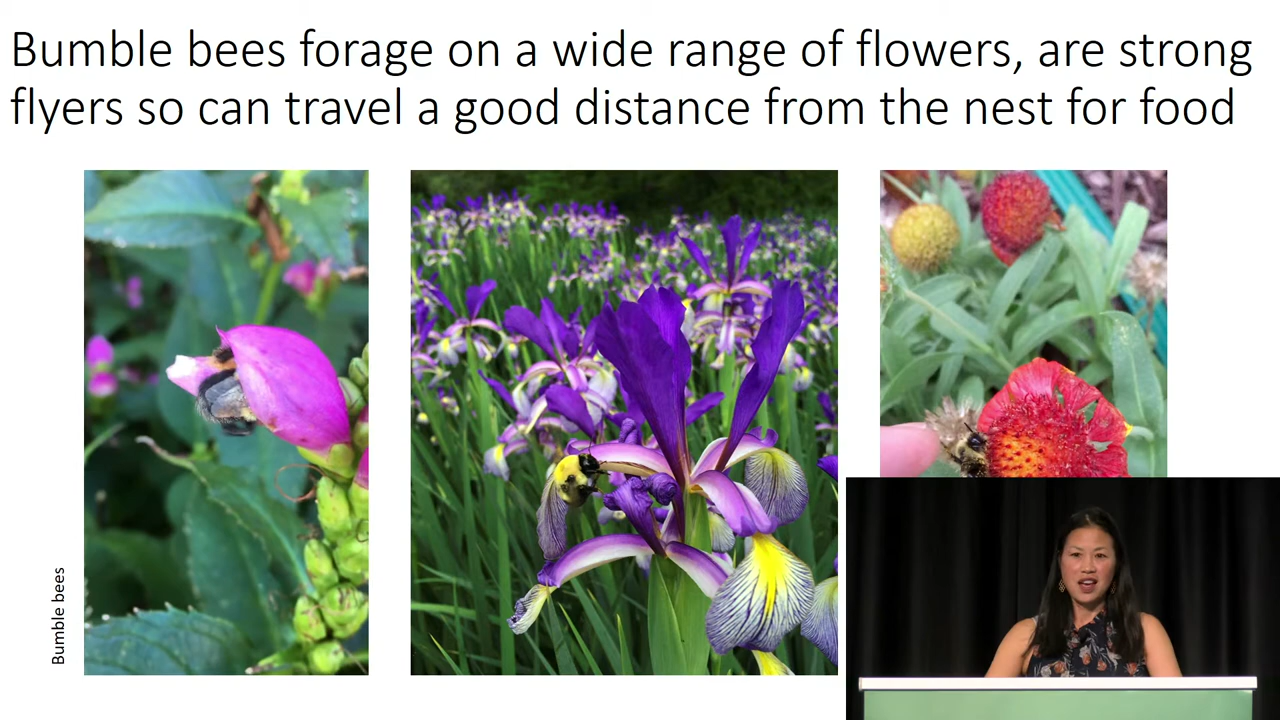 Bumble bees forage on a wide range of flowers, are strong
flyers so can travel a good distance from the nest for food
Bumble bees